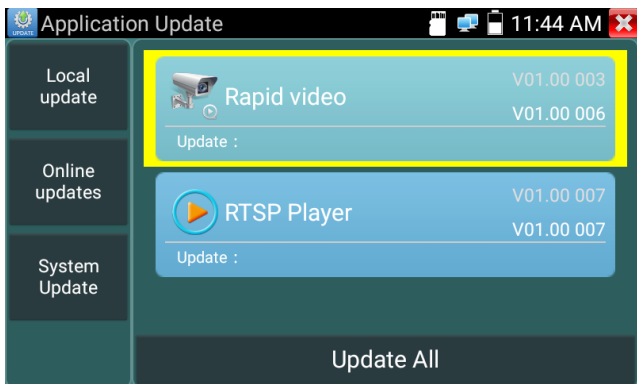 Application Update
11:44 AM
Local
update
Online
updates
System
Update
Rapid video
V01.00 003
V01.00 006
Update :
RTSP Player
V01.00 007
V01.00 007
Update :
Update All
UPDATE